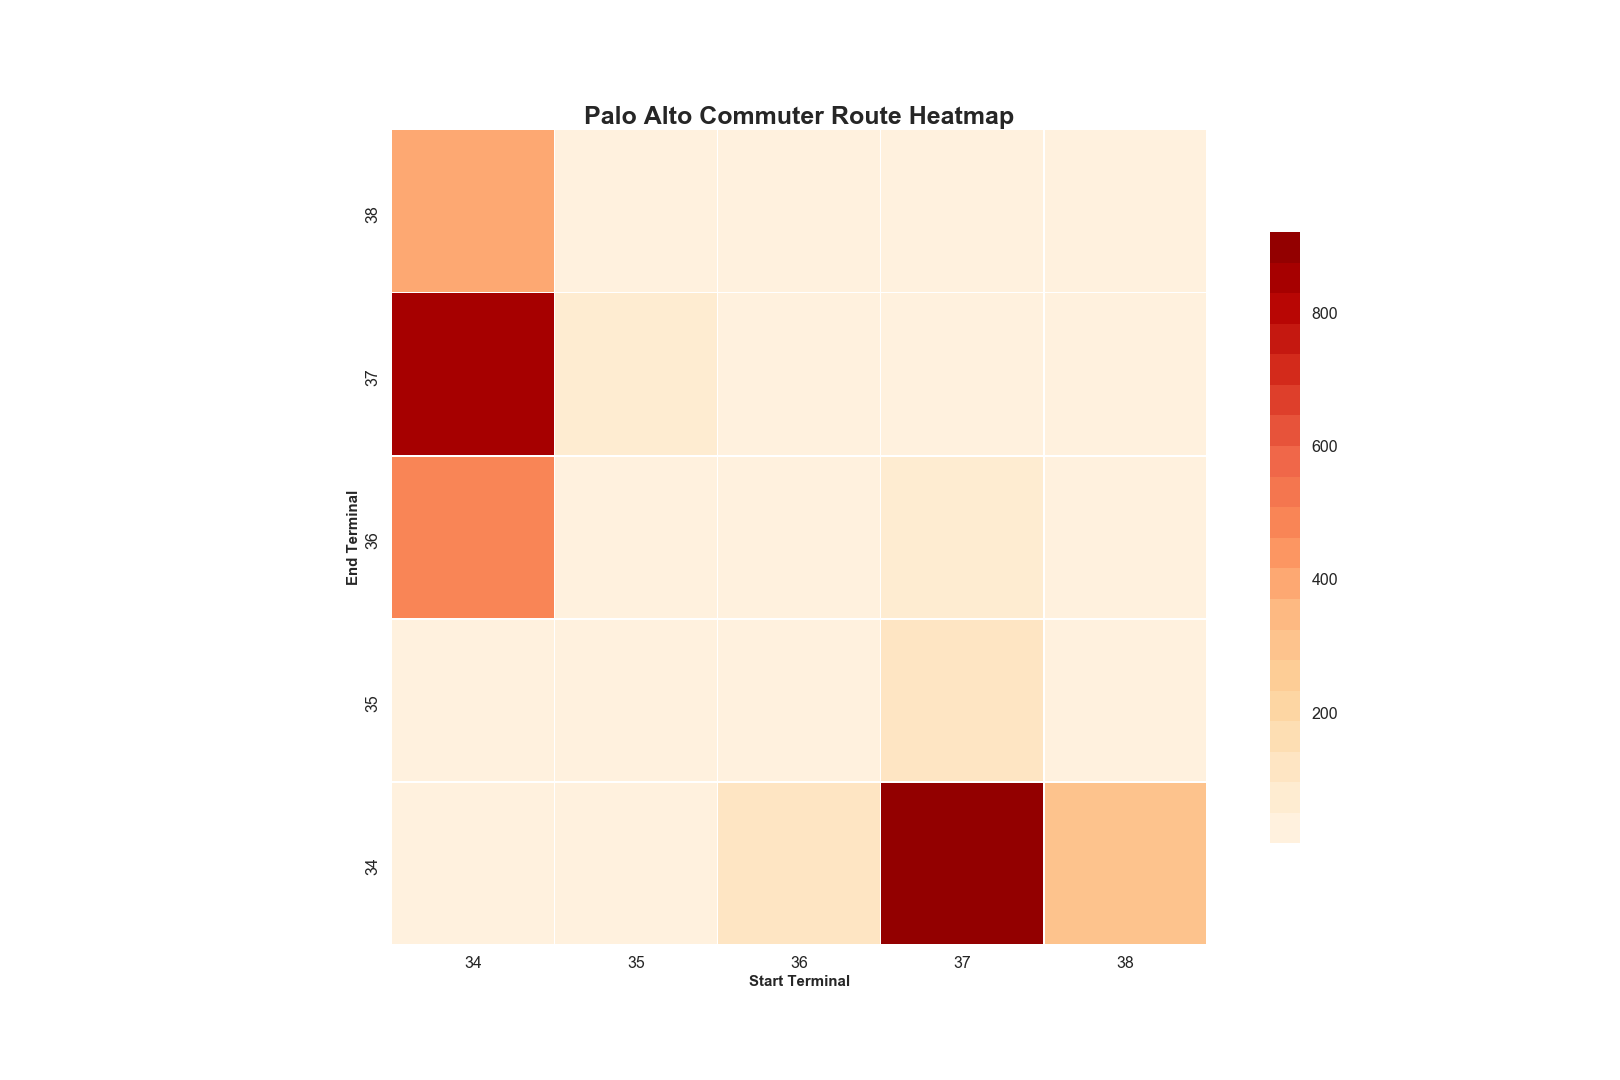 Palo Alto Commuter Route Heatmap
38
37
36
35
34
End Terminal
34 35 36 37 38
Start Terminal
800
600
400
200